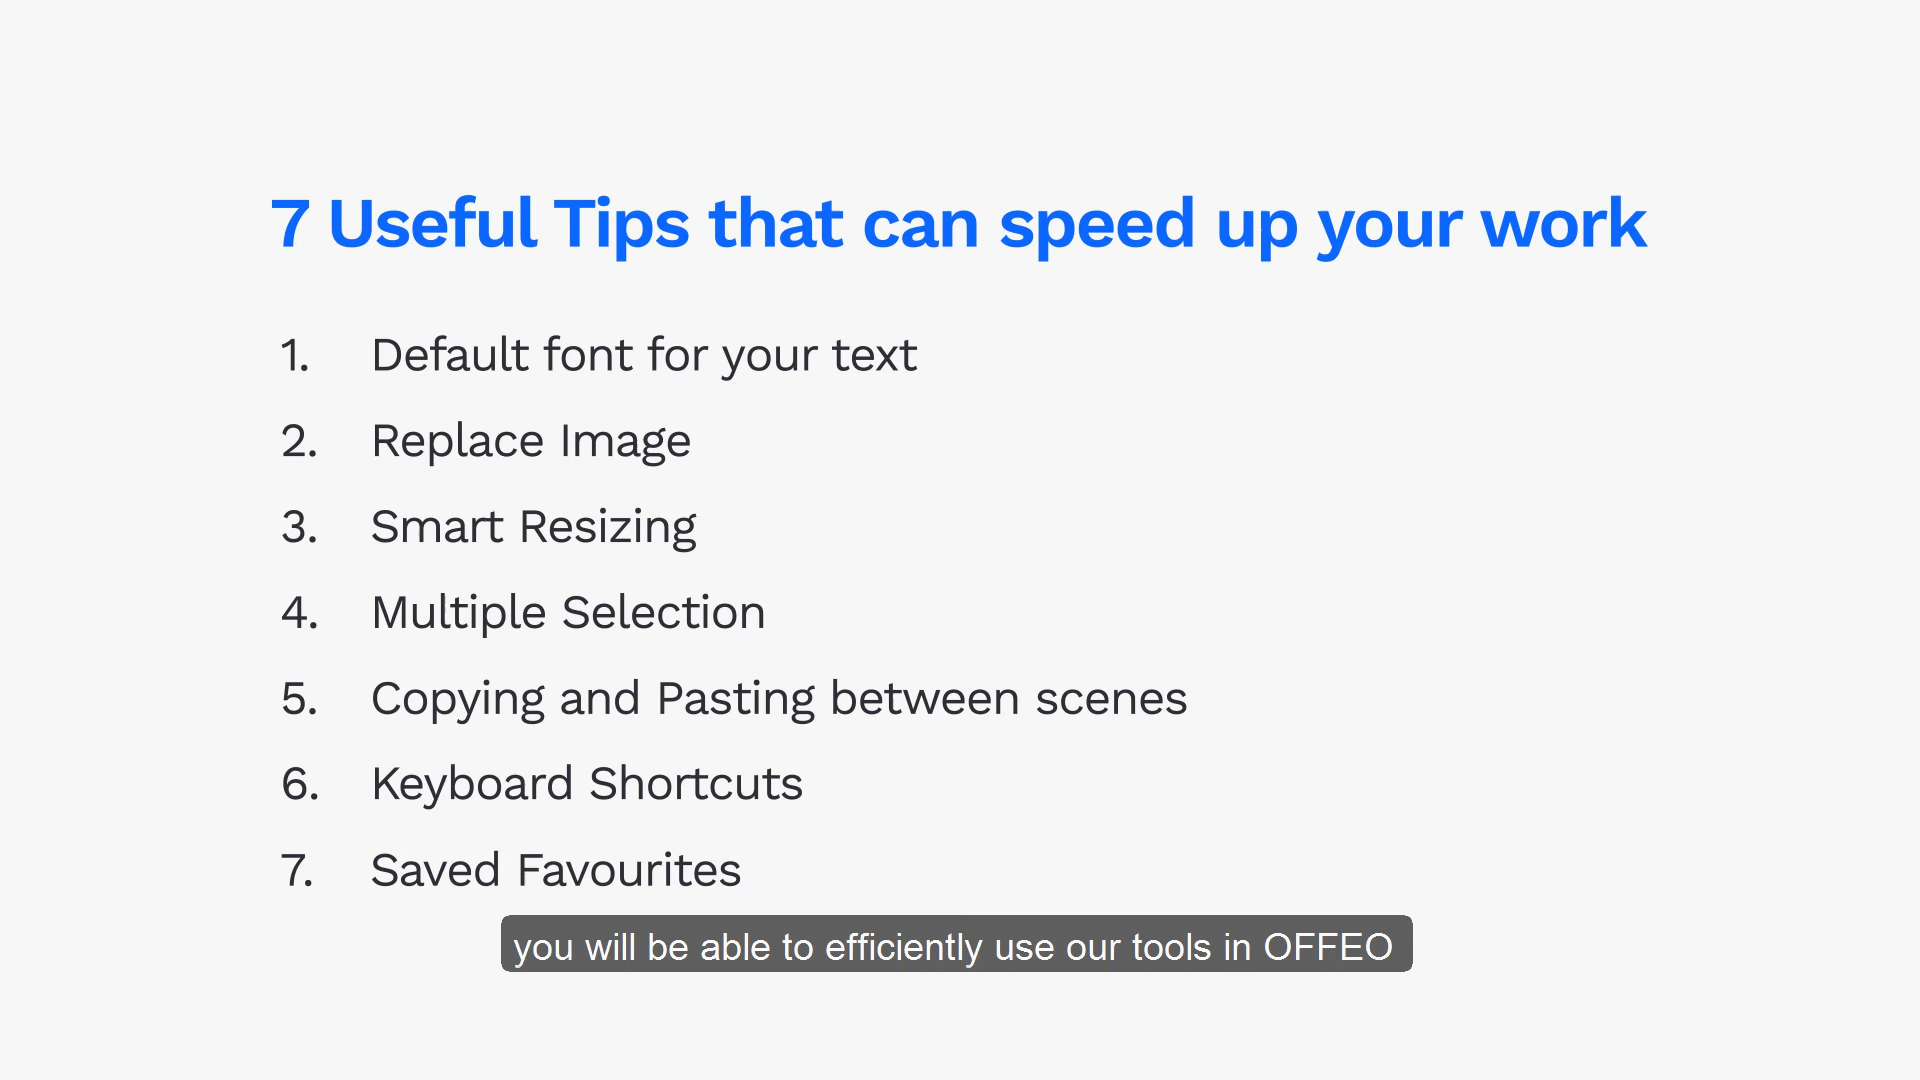 7 Useful Tips that can speed up your work
1. Default font for your text
2. Replace Image
3. Smart Resizing
4. Multiple Selection
5. Copying and Pasting between scenes
6. Keyboard Shortcuts
7. Saved Favourites
you will be able to efficiently use our tools in OFFEO